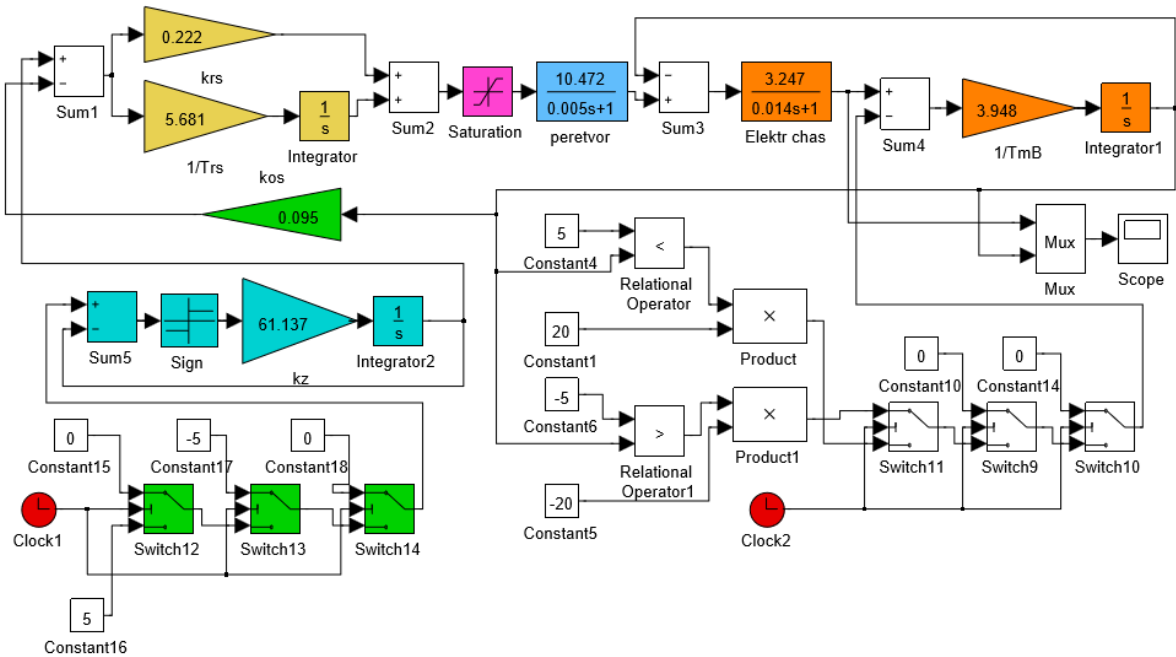 0.222
krs
+
−
Sum1
5.681
1/Trs
1
s
Integrator
+
+
Sum2
Saturation
10.472
0.005s+1
peretvor
−
+
Sum3
3.247
0.014s+1
Elektr chas
+
−
Sum4
3.948
1/TmB
1
s
Integrator1
kos
0.095
5
Constant4
<
Relational
Operator
Mux
Mux
Scope
+
−
Sum5
Sign
61.137
kz
1
s
Integrator2
20
Constant1
×
Product
-5
Constant6
>
Relational
Operator1
×
Product1
0
Constant10
0
Constant14
Switch11
Switch9
Switch10
-20
Constant5
Clock2
0
Constant15
-5
Constant17
0
Constant18
Clock1
Switch12
Switch13
Switch14
5
Constant16